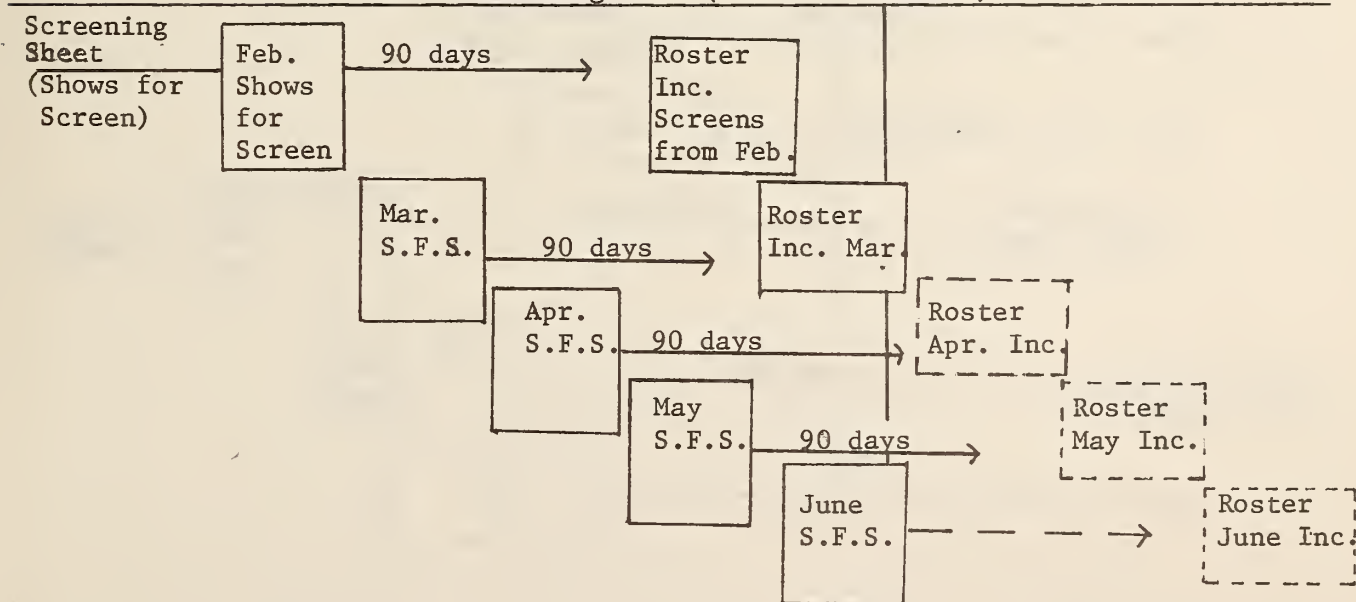 Screening
Sheet
(Shows for
Screen)
Feb.
Shows
for
Screen
90 days
Roster
Inc.
Screens
from Feb.
Mar.
S.F.S.
90 days
Roster
Inc. Mar.
Apr.
S.F.S.
90 days
Roster
Apr. Inc.
May
S.F.S.
90 days
Roster
May Inc.
June
S.F.S.
Roster
June Inc.